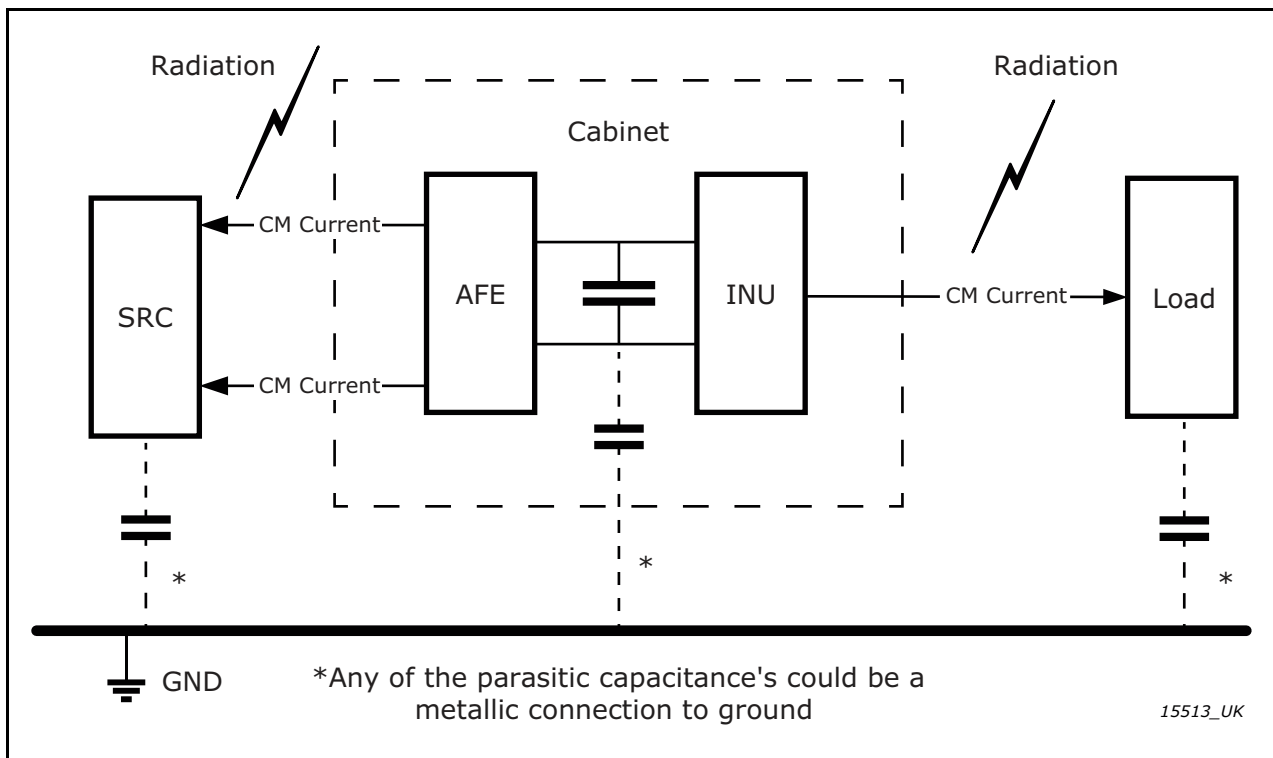 Radiation
Radiation
Cabinet
CM Current
AFE
INU
CM Current
Load
SRC
CM Current
*
*
*
GND
*Any of the parasitic capacitance's could be a
metallic connection to ground
15513_UK